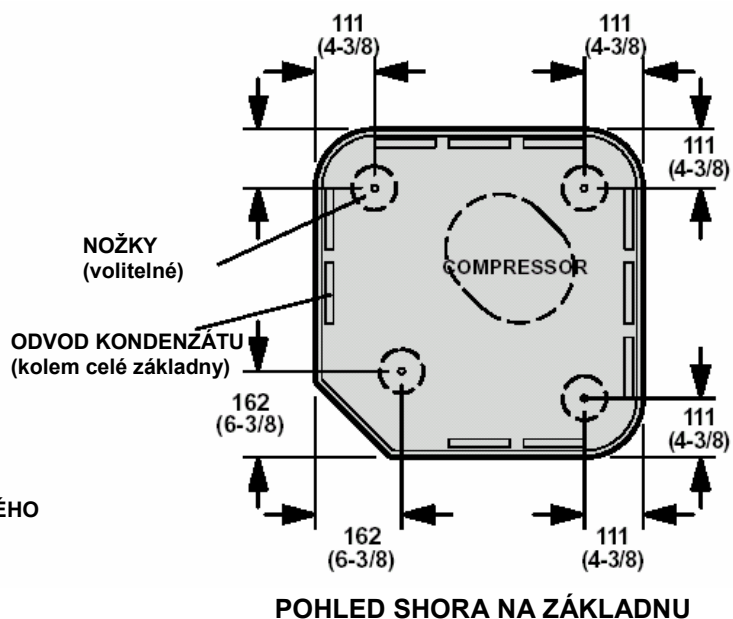 111
(4-3/8)
111
(4-3/8)
111
(4-3/8)
NOŽKY
(volitelné)
COMPRESSOR
ODVOD KONDENZÁTU
(kolem celé základny)
162
(6-3/8)
111
(4-3/8)
ÉHO
162
(6-3/8)
111
(4-3/8)
POHLED SHORA NA ZÁKLADNU